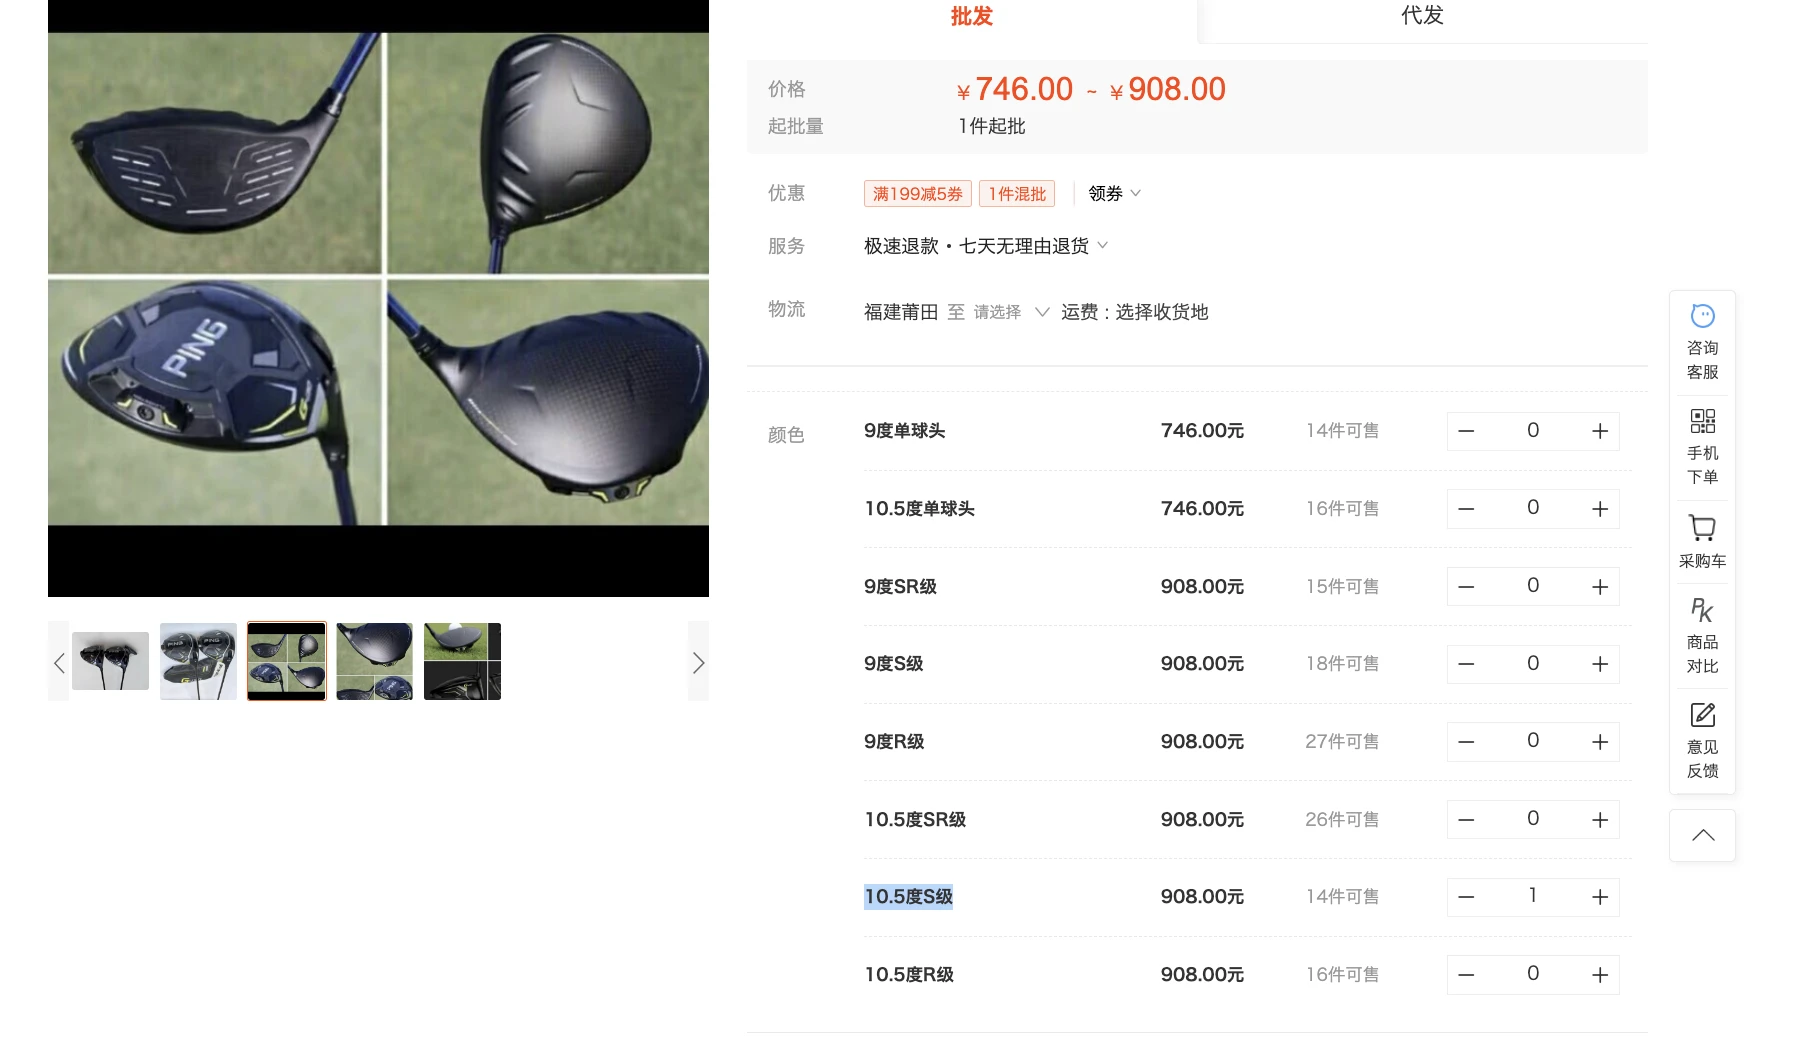 批发
代发
价格
¥746.00 ~ ¥908.00
起批量
1件起批
优惠
满199减5券
1件混批
领券
服务
极速退款·七天无理由退货
物流
福建莆田 至 请选择 运费：选择收货地
PING
颜色
9度单球头 746.00元 14件可售 — 0 +
10.5度单球头 746.00元 16件可售 — 0 +
9度SR级 908.00元 15件可售 — 0 +
9度S级 908.00元 18件可售 — 0 +
9度R级 908.00元 27件可售 — 0 +
10.5度SR级 908.00元 26件可售 — 0 +
10.5度S级 908.00元 14件可售 — 1 +
10.5度R级 908.00元 16件可售 — 0 +
咨询
客服
手机
下单
采购车
PK
商品
对比
意见
反馈